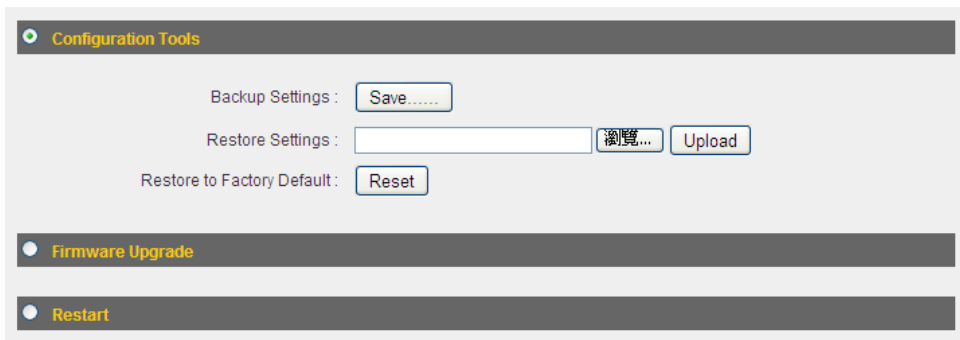 Configuration Tools
Backup Settings : Save......
Restore Settings : 瀏覽... Upload
Restore to Factory Default : Reset
Firmware Upgrade
Restart